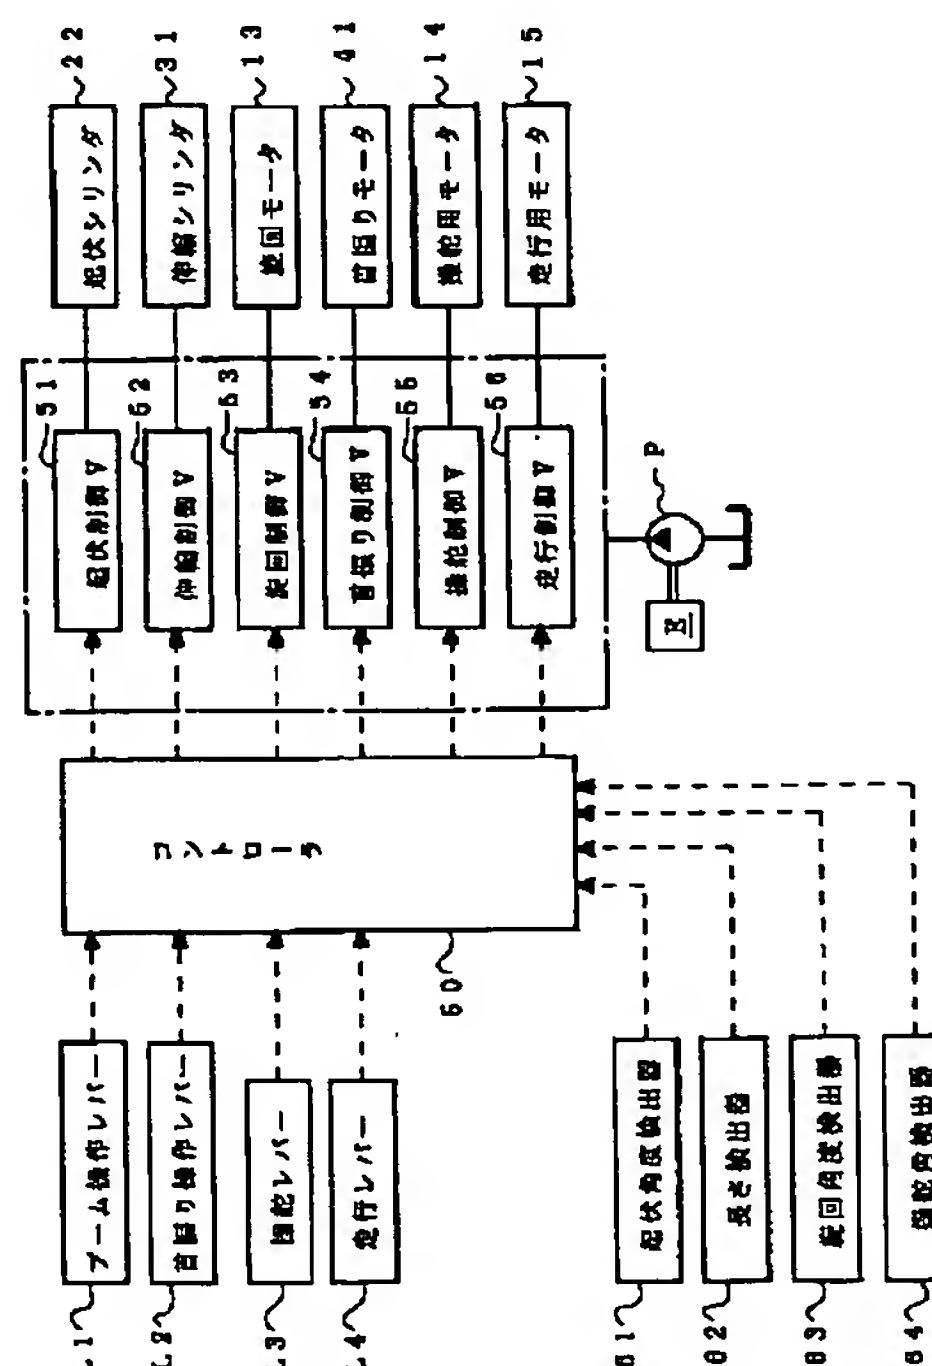 起伏シリンダ
22
伸縮シリンダ
31
旋回モータ
13
首回りモータ
41
操舵用モータ
14
走行用モータ
15
起伏制御V
51
伸縮制御V
52
旋回制御V
53
首振り制御V
54
操舵制御V
55
走行制御V
56
P
E
コントローラ
60
ブーム操作レバー
首回り操作レバー
操舵レバー
走行レバー
起伏角度検出器
長さ検出器
旋回角度検出器
操舵角検出器